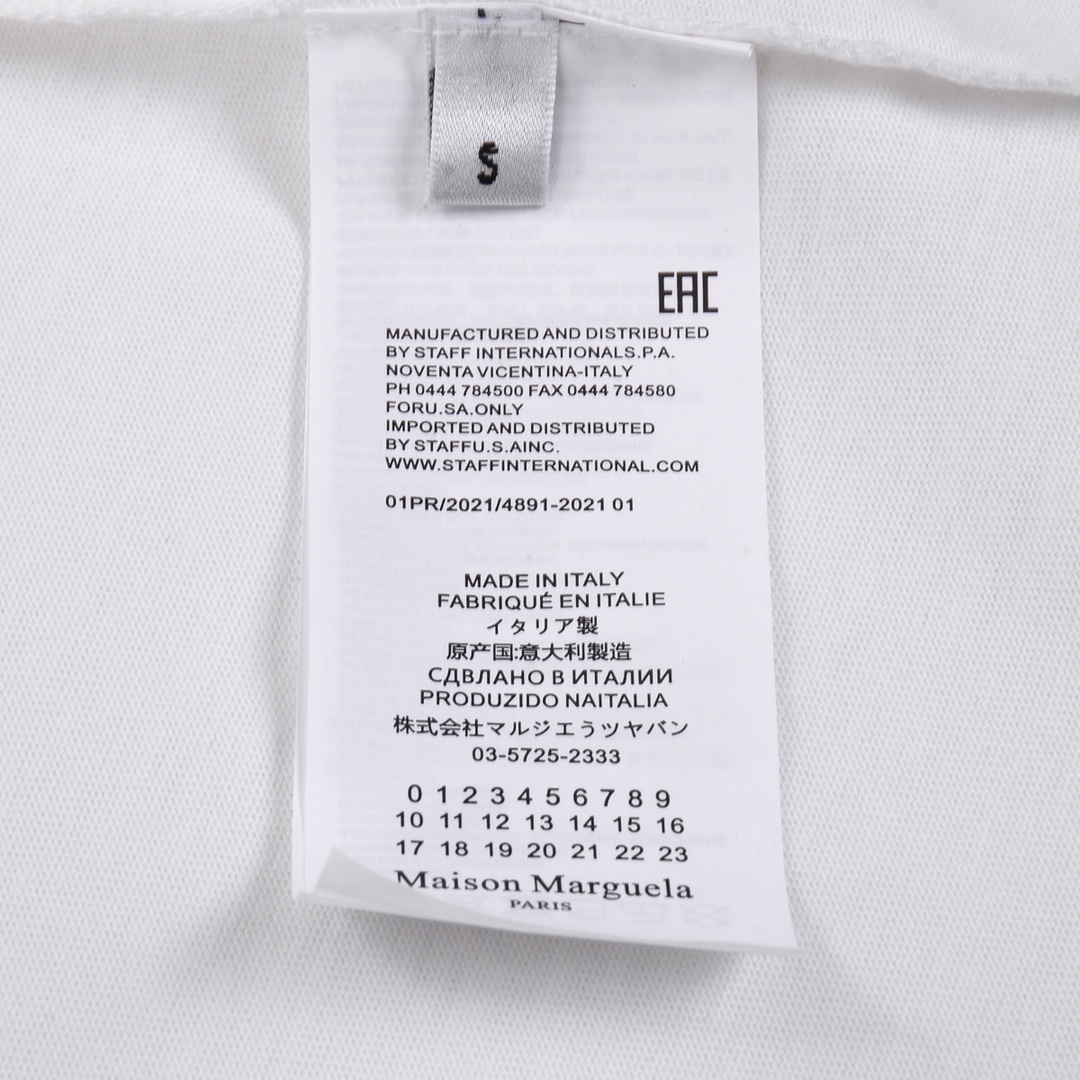 S
EAC
MANUFACTURED AND DISTRIBUTED
BY STAFF INTERNATIONALS.P.A.
NOVENTA VICENTINA-ITALY
PH 0444 784500 FAX 0444 784580
FORU.SA.ONLY
IMPORTED AND DISTRIBUTED
BY STAFFU.S.AINC.
WWW.STAFFINTERNATIONAL.COM
01PR/2021/4891-2021 01
MADE IN ITALY
FABRIQUÉ EN ITALIE
イタリア製
原产国:意大利製造
СДВЛАНО В ИТАЛИИ
PRODUZIDO NAITALIA
株式会社マルジエうツヤバン
03-5725-2333
0 1 2 3 4 5 6 7 8 9
10 11 12 13 14 15 16
17 18 19 20 21 22 23
Maison Marguela
PARIS